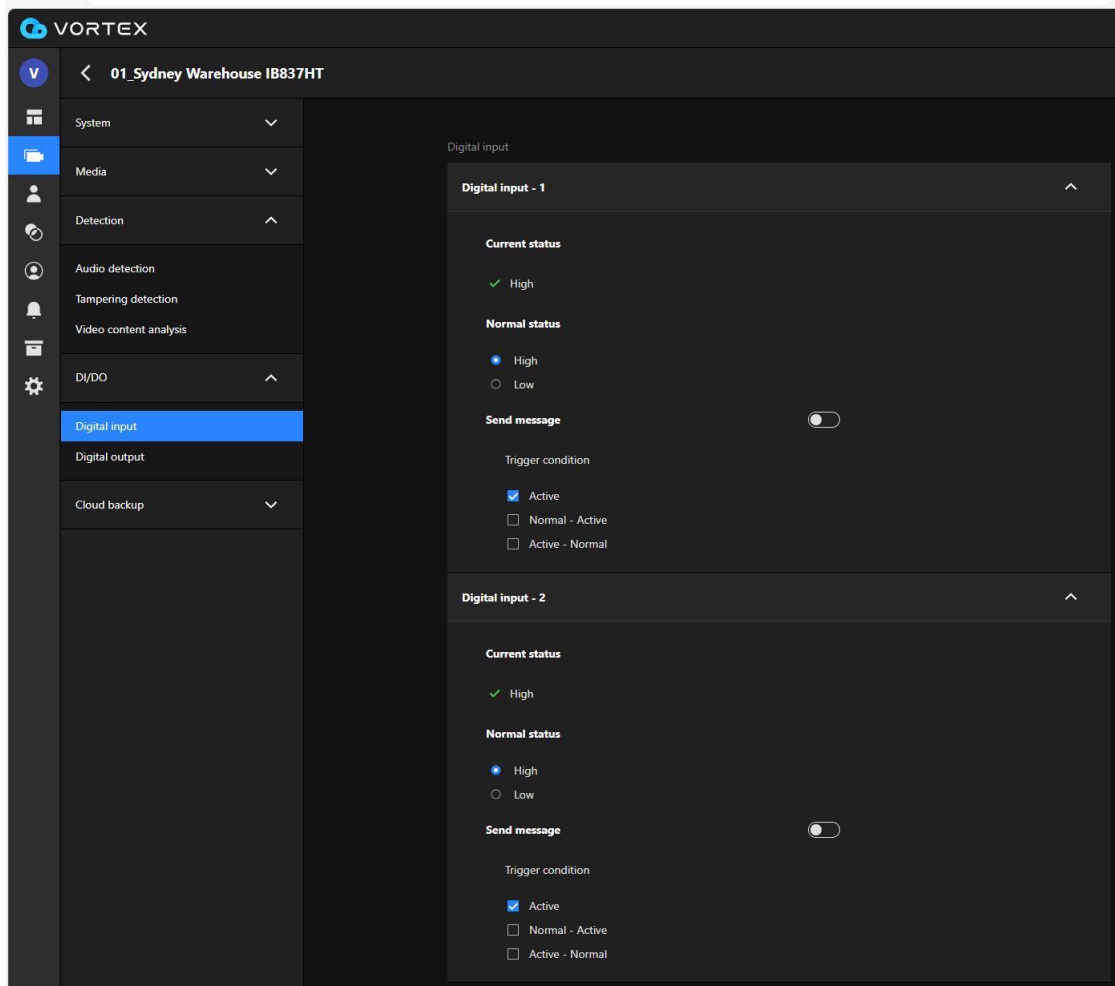 VORTEX
V
01_Sydney Warehouse IB837HT
System
Media
Detection
Audio detection
Tampering detection
Video content analysis
DI/DO
Digital input
Digital output
Cloud backup
Digital input
Digital input - 1
Current status
High
Normal status
High
Low
Send message
Trigger condition
Active
Normal - Active
Active - Normal
Digital input - 2
Current status
High
Normal status
High
Low
Send message
Trigger condition
Active
Normal - Active
Active - Normal